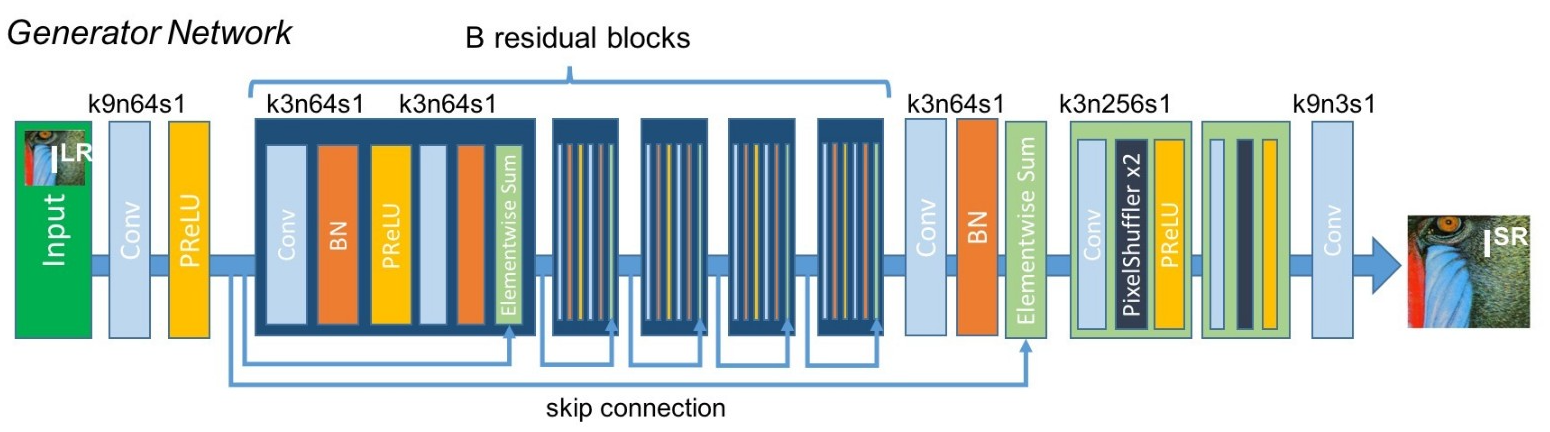 Generator Network
B residual blocks
k9n64s1
k3n64s1
k3n64s1
k3n64s1
k3n256s1
k9n3s1
I^LR
Input
Conv
PReLU
Conv
BN
PReLU
Elementwise Sum
Conv
BN
Elementwise Sum
Conv
PixelShuffler x2
PReLU
Conv
I^SR
skip connection